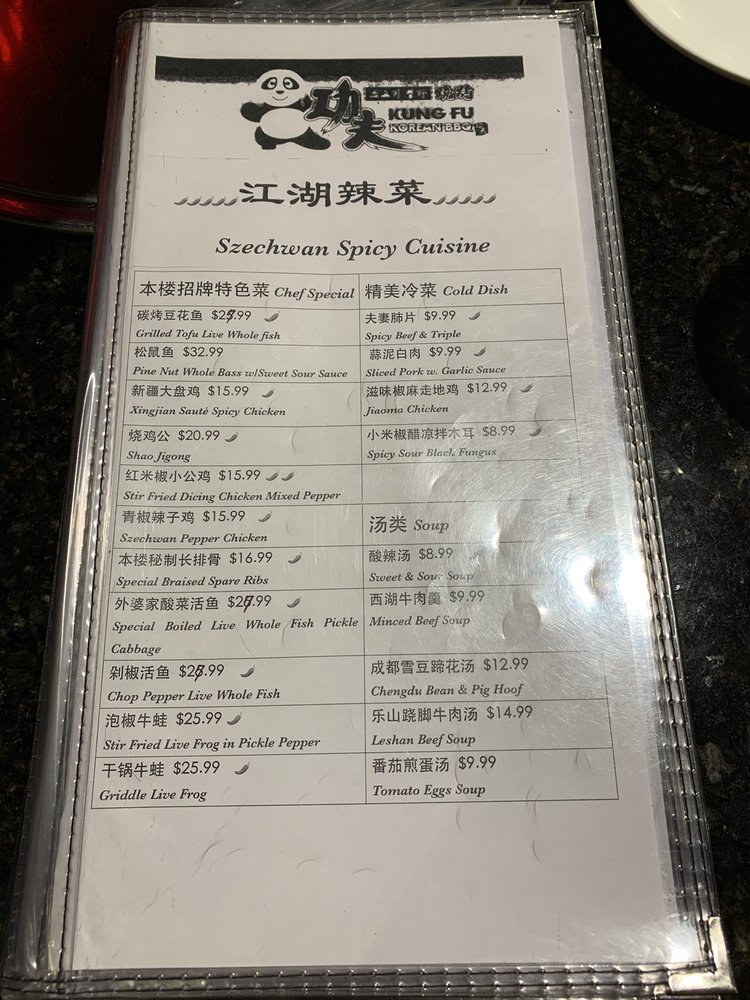 功夫
KUNG FU
KOREAN BBQ
江湖辣菜
Szechwan Spicy Cuisine
本楼招牌特色菜 Chef Special
碳烤豆花鱼
Grilled Tofu Live Whole fish
松鼠鱼 $32.99
Pine Nut Whole Bass w/Sweet Sour Sauce
新疆大盘鸡 $15.99
Xingjian Sauté Spicy Chicken
烧鸡公 $20.99
Shao Jigong
红米椒小公鸡 $15.99
Stir Fried Dicing Chicken Mixed Pepper
青椒辣子鸡 $15.99
Szechwan Pepper Chicken
本楼秘制长排骨 $16.99
Special Braised Spare Ribs
外婆家酸菜活鱼
Special Boiled Live Whole Fish Pickle
Cabbage
剁椒活鱼
Chop Pepper Live Whole Fish
泡椒牛蛙 $25.99
Stir Fried Live Frog in Pickle Pepper
干锅牛蛙 $25.99
Griddle Live Frog
精美冷菜 Cold Dish
夫妻肺片 $9.99
Spicy Beef & Triple
蒜泥白肉 $9.99
Sliced Pork w. Garlic Sauce
滋味椒麻走地鸡 $12.99
Jiaoma Chicken
小米椒醋凉拌木耳 $8.99
Spicy Sour Black Fungus
汤类 Soup
酸辣汤 $8.99
Sweet & Sour Soup
西湖牛肉羹 $9.99
Minced Beef Soup
成都雪豆蹄花汤 $12.99
Chengdu Bean & Pig Hoof
乐山跷脚牛肉汤 $14.99
Leshan Beef Soup
番茄煎蛋汤 $9.99
Tomato Eggs Soup